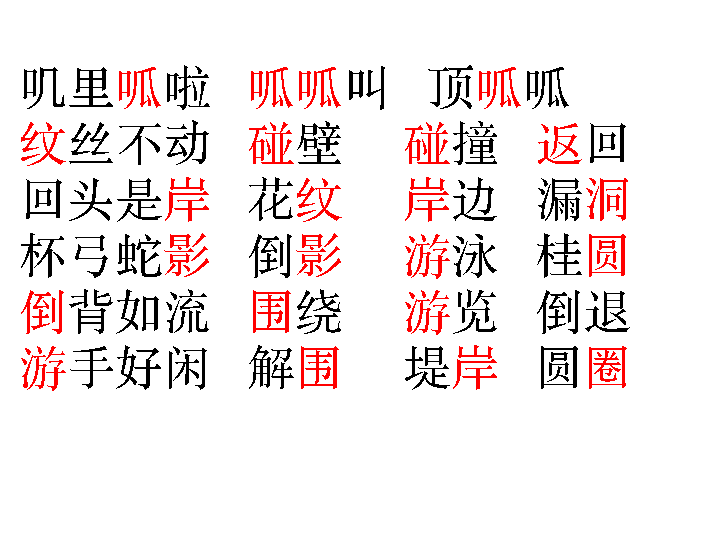 叽里呱啦 呱呱叫 顶呱呱
纹丝不动 碰壁 碰撞 返回
回头是岸 花纹 岸边 漏洞
杯弓蛇影 倒影 游泳 桂圆
倒背如流 围绕 游览 倒退
游手好闲 解围 堤岸 圆圈